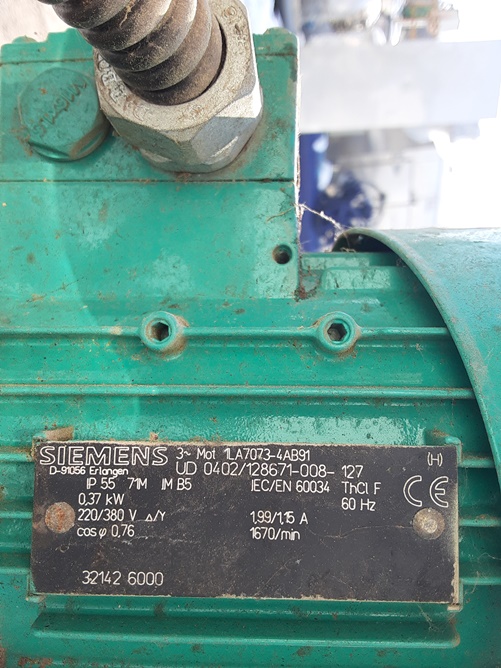 SIEMENS 3~ Mot 1LA7073-4AB91 (H)
D-91056 Erlangen UD 0402/128671-008-127
IP 55 71M IM B5 IEC/EN 60034 ThCl F
0,37 kW 60 Hz
220/380 V Δ/Y 1,99/1,15 A
cos φ 0,76 1670/min
32142 6000
CE